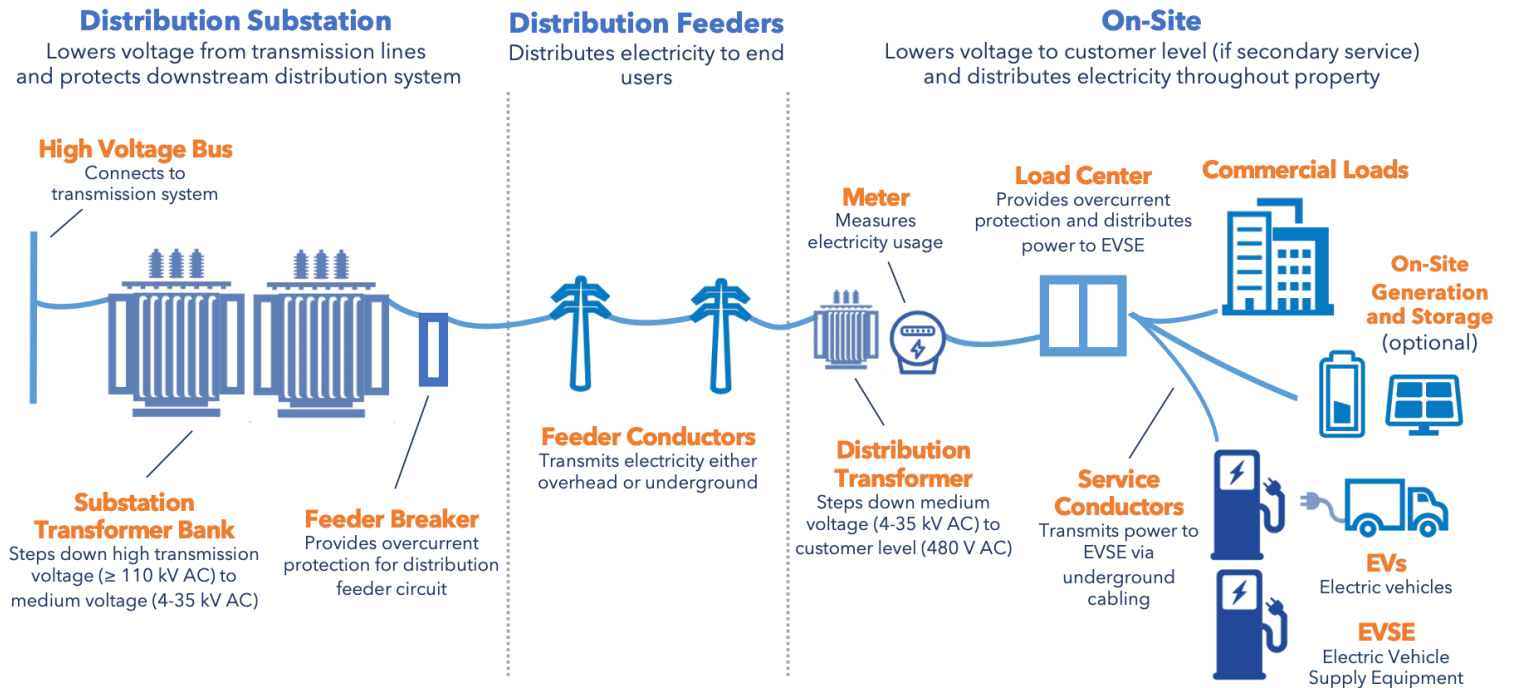 Distribution Substation
Lowers voltage from transmission lines
and protects downstream distribution system
Distribution Feeders
Distributes electricity to end
users
On-Site
Lowers voltage to customer level (if secondary service)
and distributes electricity throughout property
High Voltage Bus
Connects to
transmission system
Substation
Transformer Bank
Steps down high transmission
voltage (≥ 110 kV AC) to
medium voltage (4-35 kV AC)
Feeder Breaker
Provides overcurrent
protection for distribution
feeder circuit
Feeder Conductors
Transmits electricity either
overhead or underground
Meter
Measures
electricity usage
Distribution
Transformer
Steps down medium
voltage (4-35 kV AC) to
customer level (480 V AC)
Load Center
Provides overcurrent
protection and distributes
power to EVSE
Service
Conductors
Transmits power to
EVSE via
underground
cabling
Commercial Loads
On-Site
Generation
and Storage
(optional)
EVs
Electric vehicles
EVSE
Electric Vehicle
Supply Equipment